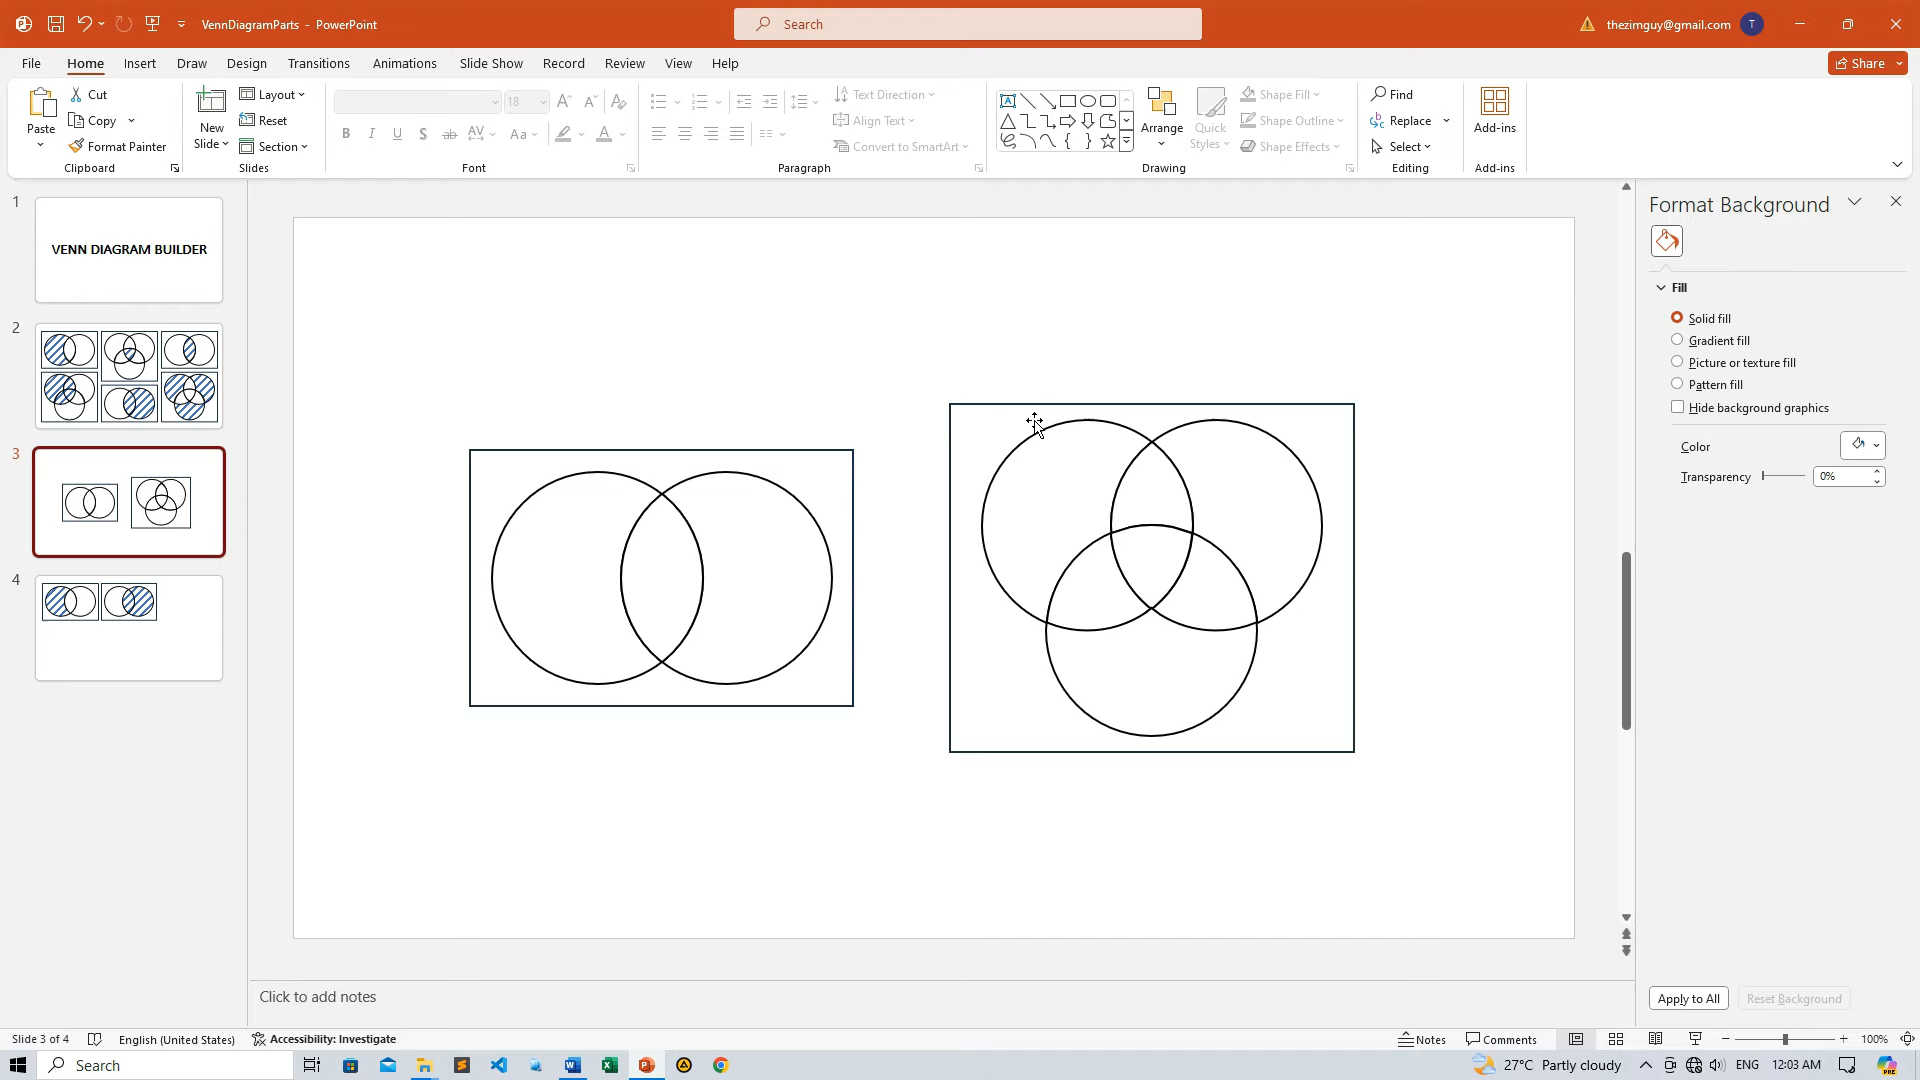 VennDiagramParts - PowerPoint
Search
thezimguy@gmail.com
T
File
Home
Insert
Draw
Design
Transitions
Animations
Slide Show
Record
Review
View
Help
Share
Paste
Cut
Copy
Format Painter
Clipboard
New
Slide
Layout
Reset
Section
Slides
18
Font
Text Direction
Align Text
Convert to SmartArt
Paragraph
Arrange
Quick
Styles
Shape Fill
Shape Outline
Shape Effects
Drawing
Find
Replace
Select
Editing
Add-ins
Add-ins
1
VENN DIAGRAM BUILDER
2
3
4
Format Background
Fill
Solid fill
Gradient fill
Picture or texture fill
Pattern fill
Hide background graphics
Color
Transparency
0%
Apply to All
Reset Background
Click to add notes
Slide 3 of 4
English (United States)
Accessibility: Investigate
Notes
Comments
100%
Search
27°C Partly cloudy
ENG
12:03 AM